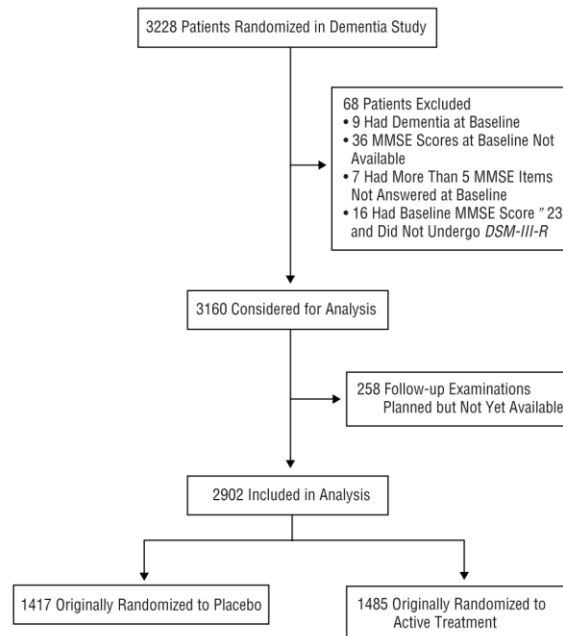 3228 Patients Randomized in Dementia Study
68 Patients Excluded
• 9 Had Dementia at Baseline
• 36 MMSE Scores at Baseline Not
Available
• 7 Had More Than 5 MMSE Items
Not Answered at Baseline
• 16 Had Baseline MMSE Score " 23
and Did Not Undergo DSM-III-R
3160 Considered for Analysis
258 Follow-up Examinations
Planned but Not Yet Available
2902 Included in Analysis
1417 Originally Randomized to Placebo
1485 Originally Randomized to
Active Treatment